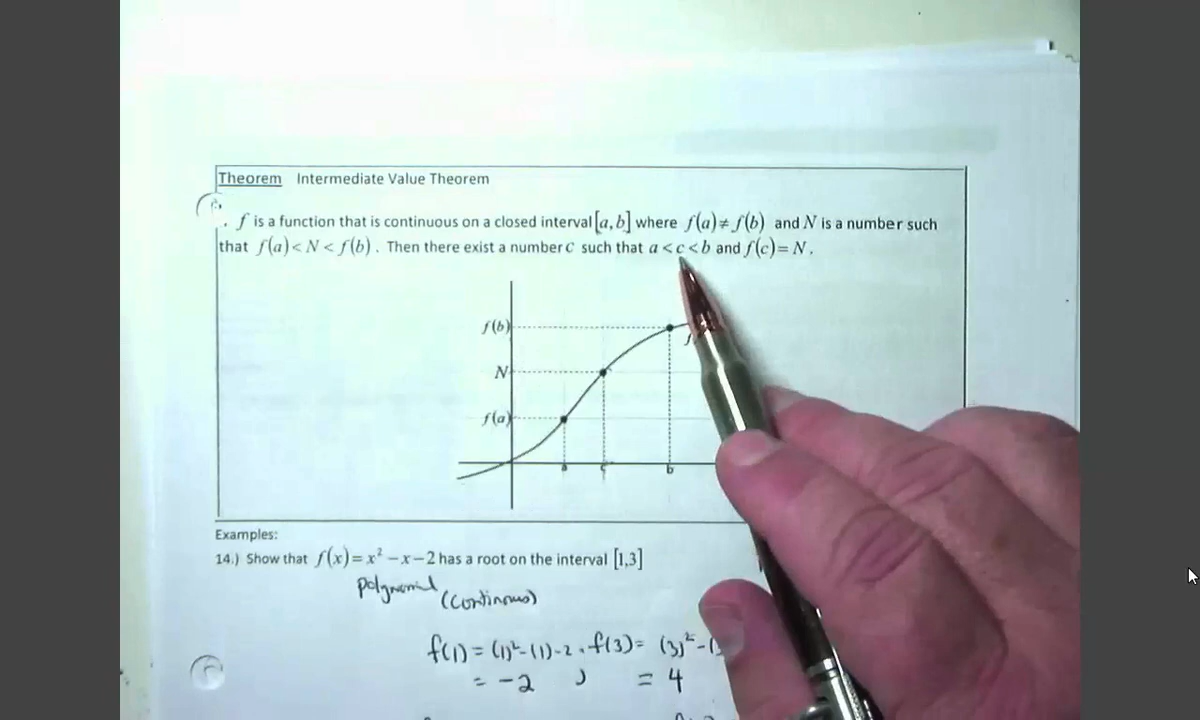 Theorem Intermediate Value Theorem
f is a function that is continuous on a closed interval [a, b] where f(a) ≠ f(b) and N is a number such
that f(a) < N < f(b). Then there exist a number c such that a < c < b and f(c) = N.
f(b)
N
f(a)
a c b
Examples:
14.) Show that f(x) = x² − x − 2 has a root on the interval [1,3]
polynomial (continuous)
f(1) = (1)² - (1) - 2 , f(3) = (3)² - (
= -2 , = 4